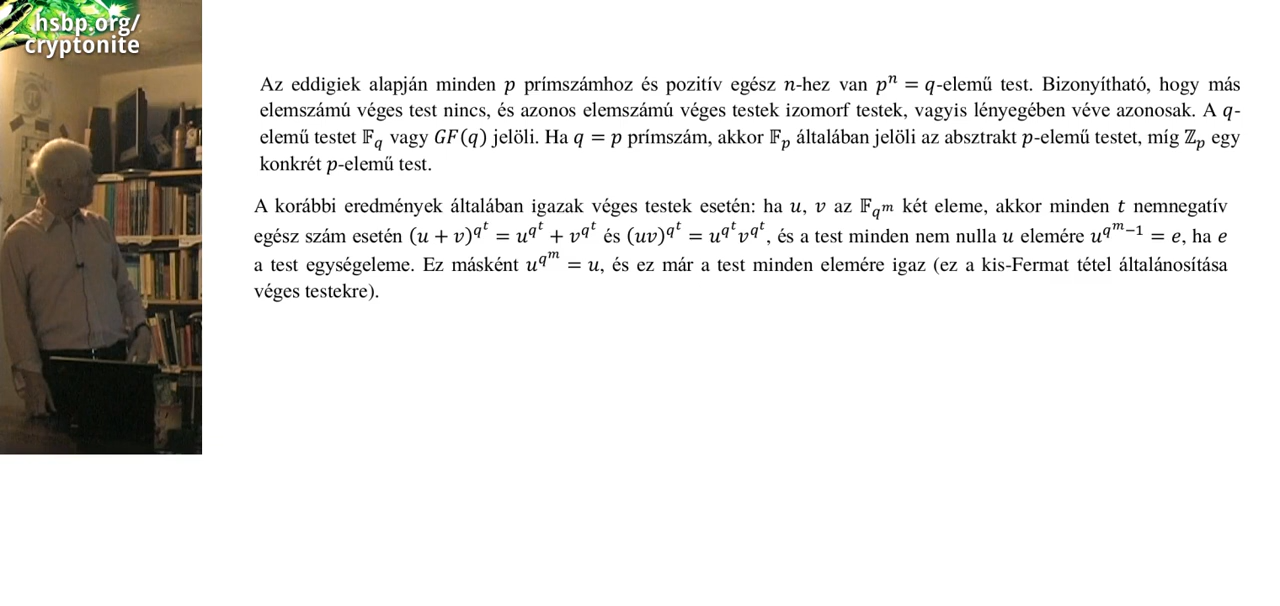 hsbp.org/
cryptonite
Az eddigiek alapján minden p prímszámhoz és pozitív egész n-hez van pⁿ = q-elemű test. Bizonyítható, hogy más
elemszámú véges test nincs, és azonos elemszámú véges testek izomorf testek, vagyis lényegében véve azonosak. A q-
elemű testet 𝔽_q vagy GF(q) jelöli. Ha q = p prímszám, akkor 𝔽_p általában jelöli az absztrakt p-elemű testet, míg ℤ_p egy
konkrét p-elemű test.
A korábbi eredmények általában igazak véges testek esetén: ha u, v az 𝔽_{q^m} két eleme, akkor minden t nemnegatív
egész szám esetén (u + v)^{q^t} = u^{q^t} + v^{q^t} és (uv)^{q^t} = u^{q^t}v^{q^t}, és a test minden nem nulla u elemére u^{q^m−1} = e, ha e
a test egységeleme. Ez másként u^{q^m} = u, és ez már a test minden elemére igaz (ez a kis-Fermat tétel általánosítása
véges testekre).